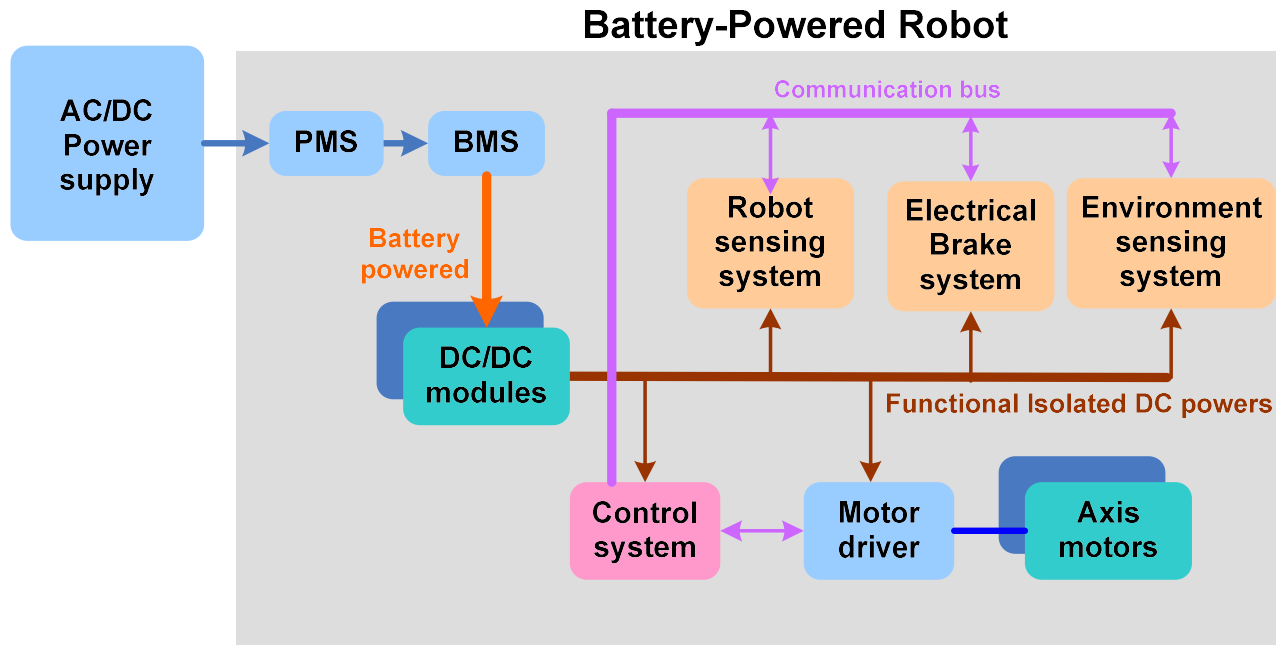 Battery-Powered Robot
AC/DC
Power
supply
PMS
BMS
Communication bus
Battery
powered
Robot
sensing
system
Electrical
Brake
system
Environment
sensing
system
DC/DC
modules
Functional Isolated DC powers
Control
system
Motor
driver
Axis
motors